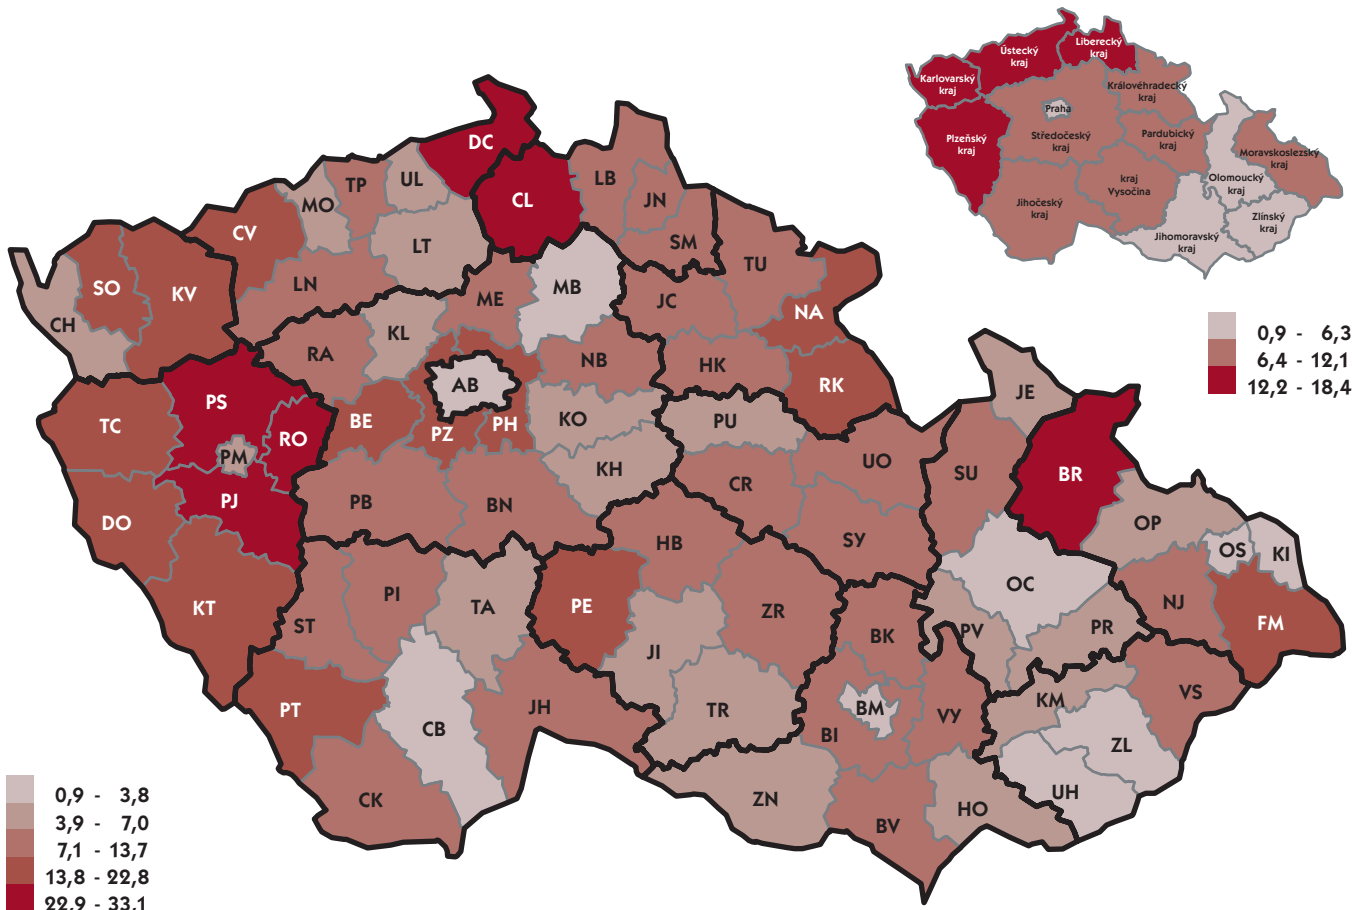 Ústecký
kraj
Liberecký
kraj
Karlovarský
kraj
Královéhradecký
kraj
Praha
Plzeňský
kraj
Středočeský
kraj
Pardubický
kraj
Moravskoslezský
kraj
kraj
Vysočina
Olomoucký
kraj
Jihočeský
kraj
Zlínský
kraj
Jihomoravský
kraj
0,9 - 6,3
6,4 - 12,1
12,2 - 18,4
DC
TP
UL
LB
CL
JN
MO
CV
LT
SM
TU
SO
KV
LN
ME
MB
JC
NA
CH
KL
RA
NB
HK
AB
RK
PS
JE
TC
BE
PZ
PH
KO
PU
RO
PM
KH
UO
SU
BR
CR
PJ
PB
BN
DO
OP
SY
HB
OS
KI
OC
KT
PI
TA
PE
ZR
NJ
ST
FM
BK
PV
PR
JI
VS
PT
JH
TR
BM
VY
KM
CB
BI
ZL
CK
ZN
BV
HO
UH
0,9 - 3,8
3,9 - 7,0
7,1 - 13,7
13,8 - 22,8
22,9 - 33,1